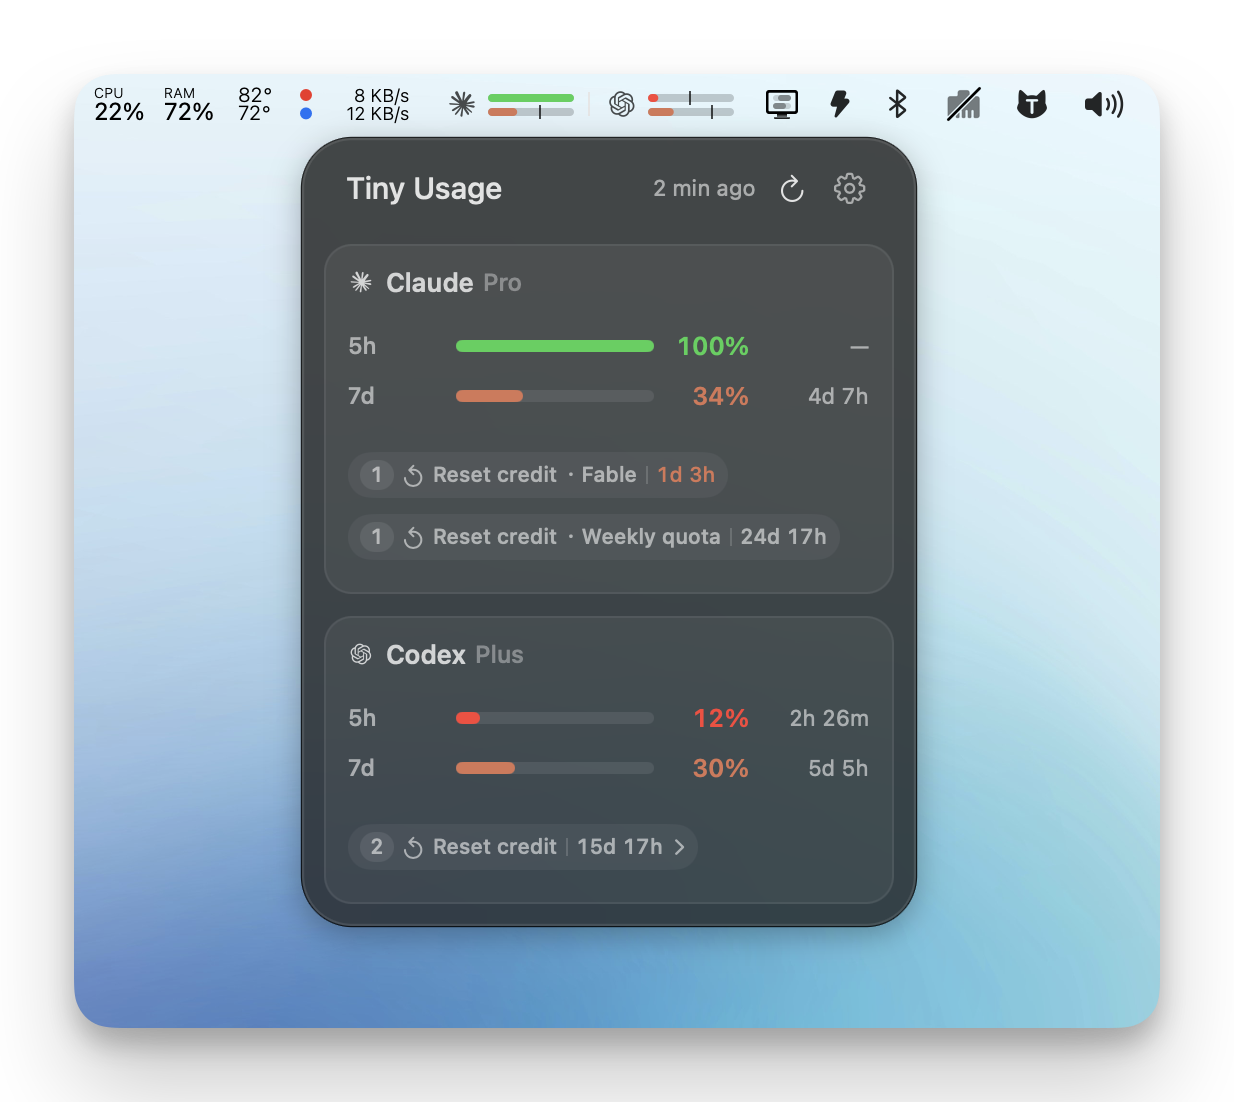 CPU RAM 82° 8 KB/s
22% 72% 72° 12 KB/s
T
Tiny Usage 2 min ago
Claude Pro
5h 100% —
7d 34% 4d 7h
1 Reset credit · Fable | 1d 3h
1 Reset credit · Weekly quota | 24d 17h
Codex Plus
5h 12% 2h 26m
7d 30% 5d 5h
2 Reset credit | 15d 17h >